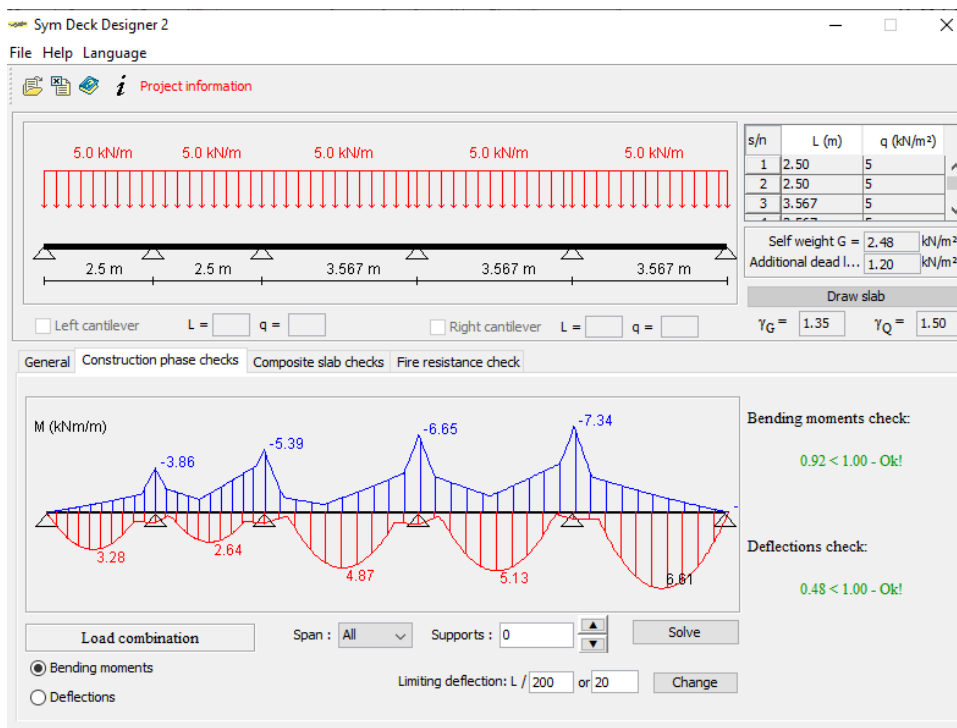 Sym Deck Designer 2
File Help Language
Project information
5.0 kN/m 5.0 kN/m 5.0 kN/m 5.0 kN/m 5.0 kN/m
2.5 m 2.5 m 3.567 m 3.567 m 3.567 m
s/n L (m) q (kN/m²)
1 2.50 5
2 2.50 5
3 3.567 5
Self weight G = 2.48 kN/m²
Additional dead l... 1.20 kN/m²
Draw slab
Left cantilever L = q = Right cantilever L = q =
γG = 1.35 γQ = 1.50
General Construction phase checks Composite slab checks Fire resistance check
M (kNm/m)
-3.86 -5.39 -6.65 -7.34
3.28 2.64 4.87 5.13 6.61
Bending moments check:
0.92 < 1.00 - Ok!
Deflections check:
0.48 < 1.00 - Ok!
Load combination Span : All Supports : 0 Solve
Bending moments
Deflections
Limiting deflection: L / 200 or 20 Change